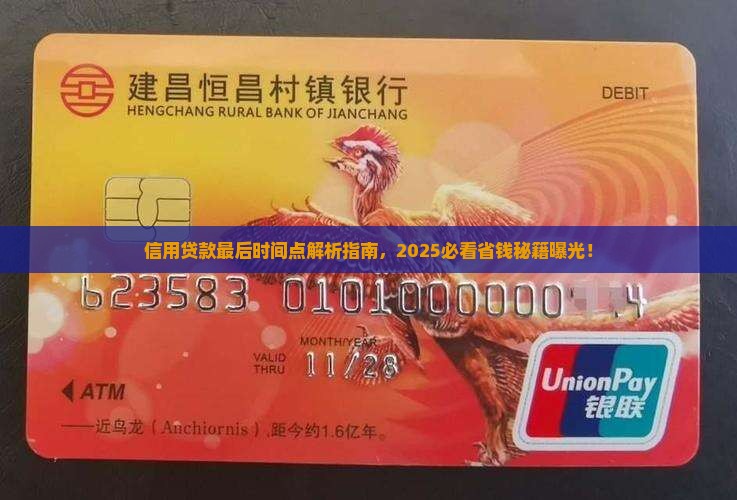 建昌恒昌村镇银行
HENGCHANG RURAL BANK OF JIANCHANG
DEBIT
信用贷款最后时间点解析指南，2025必看省钱秘籍曝光！
623583 0101000000 4
MONTH/YEAR
VALID THRU 11/28
ATM
UnionPay
银联
——近鸟龙（Anchiornis），距今约1.6亿年。